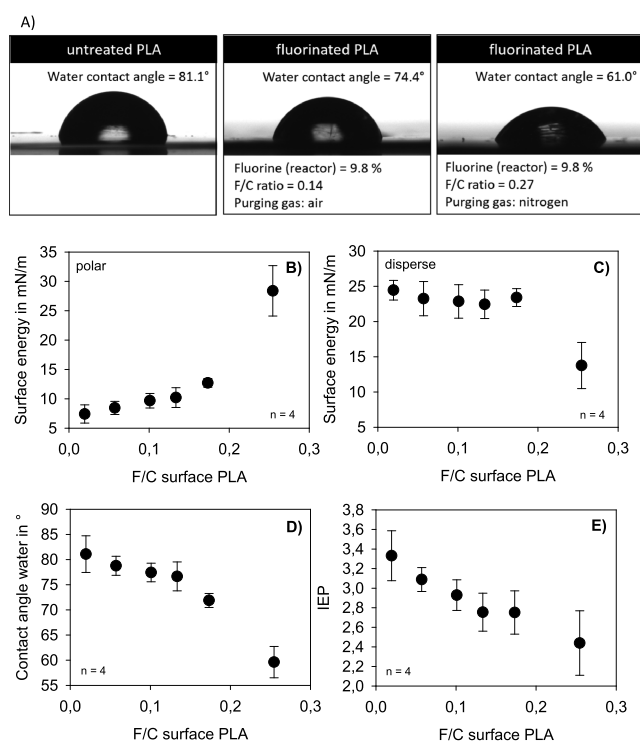 A)
untreated PLA
Water contact angle = 81.1°
fluorinated PLA
Water contact angle = 74.4°
Fluorine (reactor) = 9.8 %
F/C ratio = 0.14
Purging gas: air
fluorinated PLA
Water contact angle = 61.0°
Fluorine (reactor) = 9.8 %
F/C ratio = 0.27
Purging gas: nitrogen
B)
polar
Surface energy in mN/m
35
30
25
20
15
10
5
n = 4
0,0 0,1 0,2 0,3
F/C surface PLA
C)
disperse
Surface energy in mN/m
30
25
20
15
10
5
n = 4
0,0 0,1 0,2 0,3
F/C surface PLA
D)
Contact angle water in °
90
85
80
75
70
65
60
55
n = 4
0,0 0,1 0,2 0,3
F/C surface PLA
E)
IEP
3,8
3,6
3,4
3,2
3,0
2,8
2,6
2,4
2,2
2,0
n = 4
0,0 0,1 0,2 0,3
F/C surface PLA